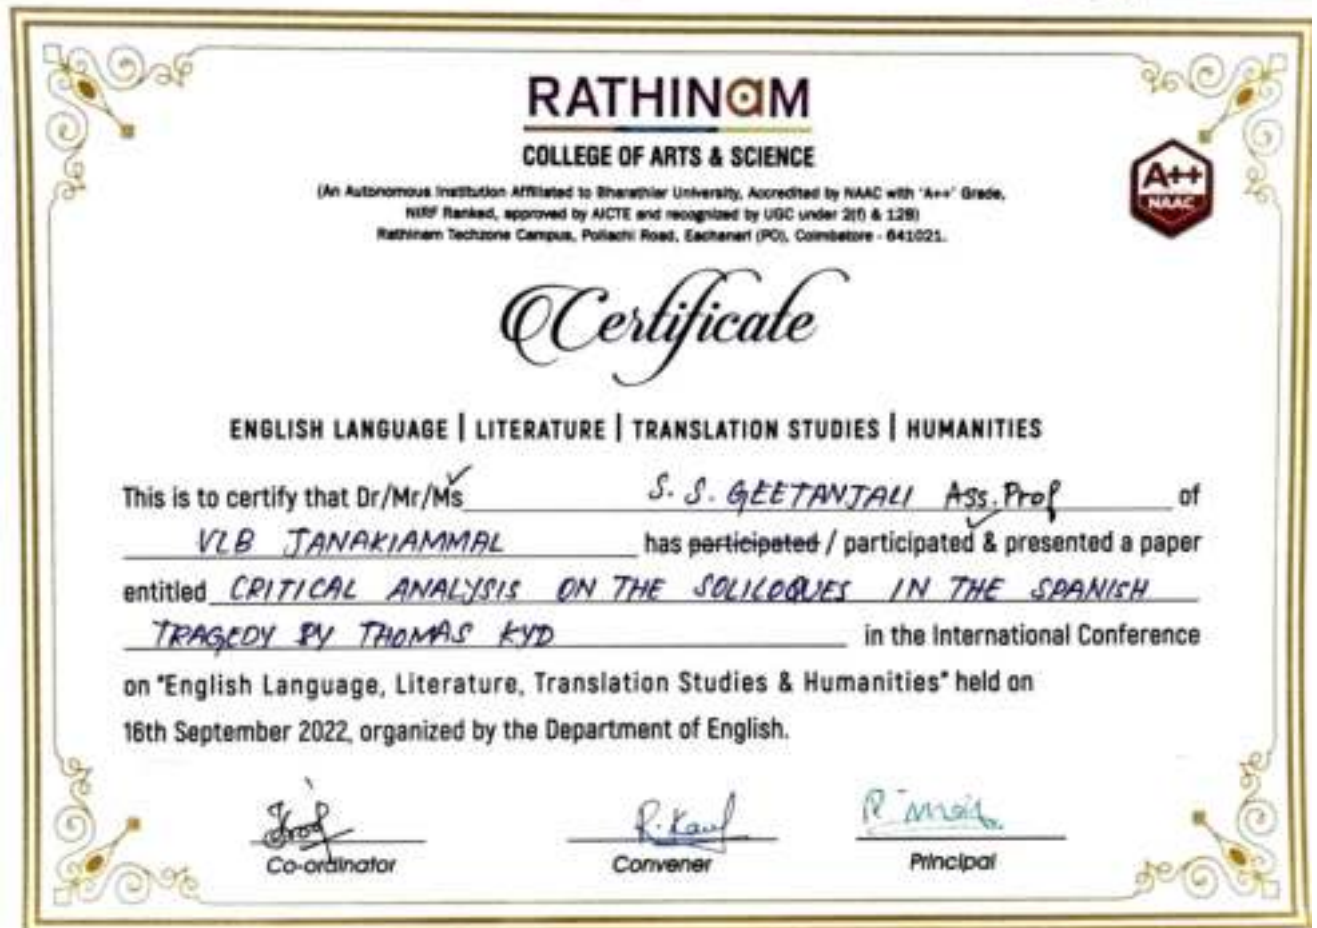 RATHINAM
COLLEGE OF ARTS & SCIENCE
(An Autonomous Institution Affiliated to Bharathiar University, Accredited by NAAC with 'A++' Grade,
NIRF Ranked, approved by AICTE and recognized by UGC under 2(f) & 12B)
Rathinam Techzone Campus, Pollachi Road, Eachanari (PO), Coimbatore - 641021.
A++
NAAC
Certificate
ENGLISH LANGUAGE | LITERATURE | TRANSLATION STUDIES | HUMANITIES
This is to certify that Dr/Mr/Ms S. S. GEETANJALI Ass. Prof of
VLB JANAKIAMMAL has participated / participated & presented a paper
entitled CRITICAL ANALYSIS ON THE SOLILOQUES IN THE SPANISH
TRAGEDY BY THOMAS KYD in the International Conference
on "English Language, Literature, Translation Studies & Humanities" held on
16th September 2022, organized by the Department of English.
Co-ordinator Convener Principal